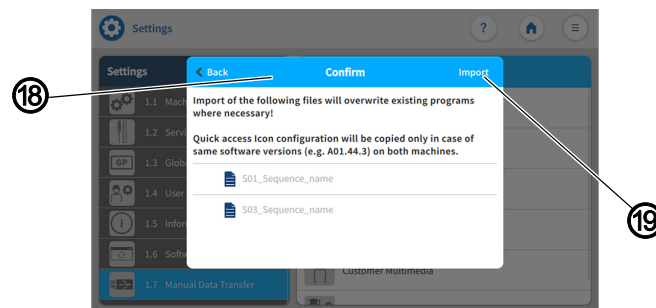 Settings
?
Settings
Back
Confirm
Import
18
1.1 Mach
Import of the following files will overwrite existing programs
where necessary!
1.2 Servi
Quick access Icon configuration will be copied only in case of
same software versions (e.g. A01.44.3) on both machines.
GP
1.3 Globa
S01_Sequence_name
1.4 User
S03_Sequence_name
19
1.5 Infor
1.6 Softw
Customer Multimedia
1.7 Manual Data Transfer